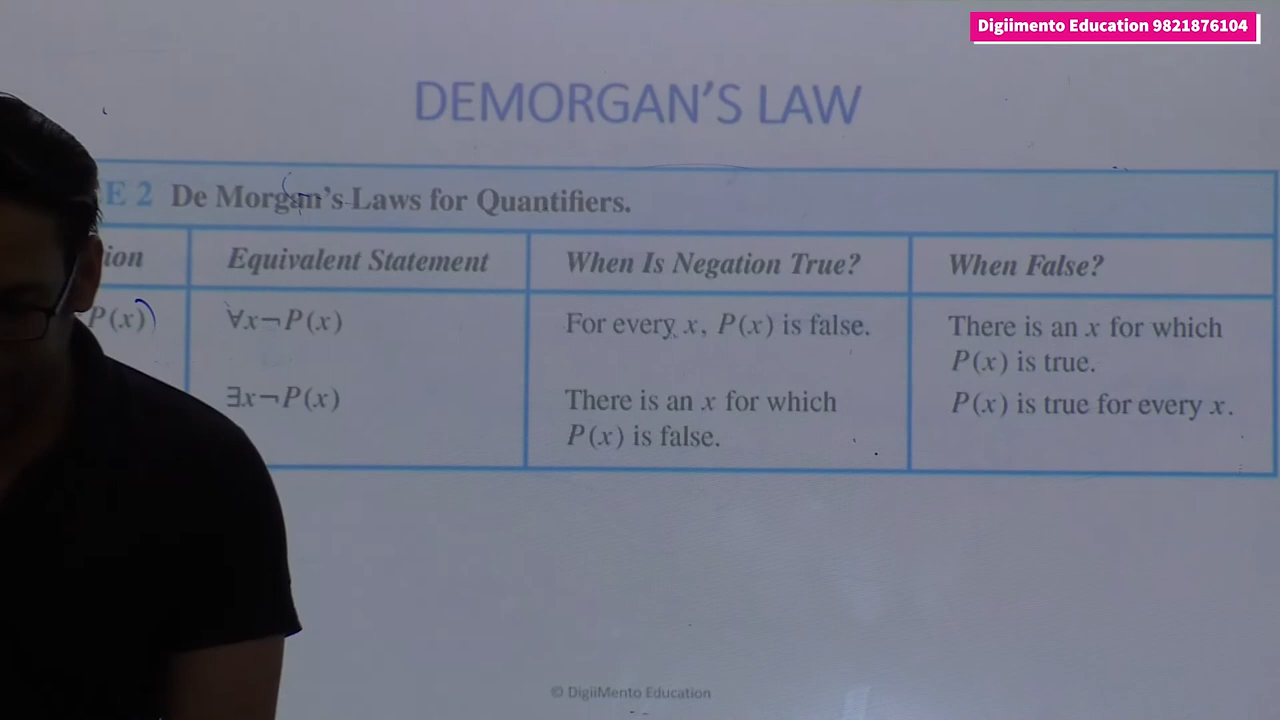 Digiimento Education 9821876104
DEMORGAN'S LAW
E 2 De Morgan's Laws for Quantifiers.
ion Equivalent Statement When Is Negation True? When False?
P(x) ∀x¬P(x) For every x, P(x) is false. There is an x for which
P(x) is true.
∃x¬P(x) There is an x for which P(x) is true for every x.
P(x) is false.
© DigiiMento Education